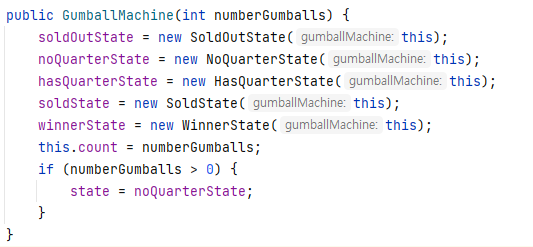 public GumballMachine(int numberGumballs) {
    soldOutState = new SoldOutState( gumballMachine: this);
    noQuarterState = new NoQuarterState( gumballMachine: this);
    hasQuarterState = new HasQuarterState( gumballMachine: this);
    soldState = new SoldState( gumballMachine: this);
    winnerState = new WinnerState( gumballMachine: this);
    this.count = numberGumballs;
    if (numberGumballs > 0) {
        state = noQuarterState;
    }
}